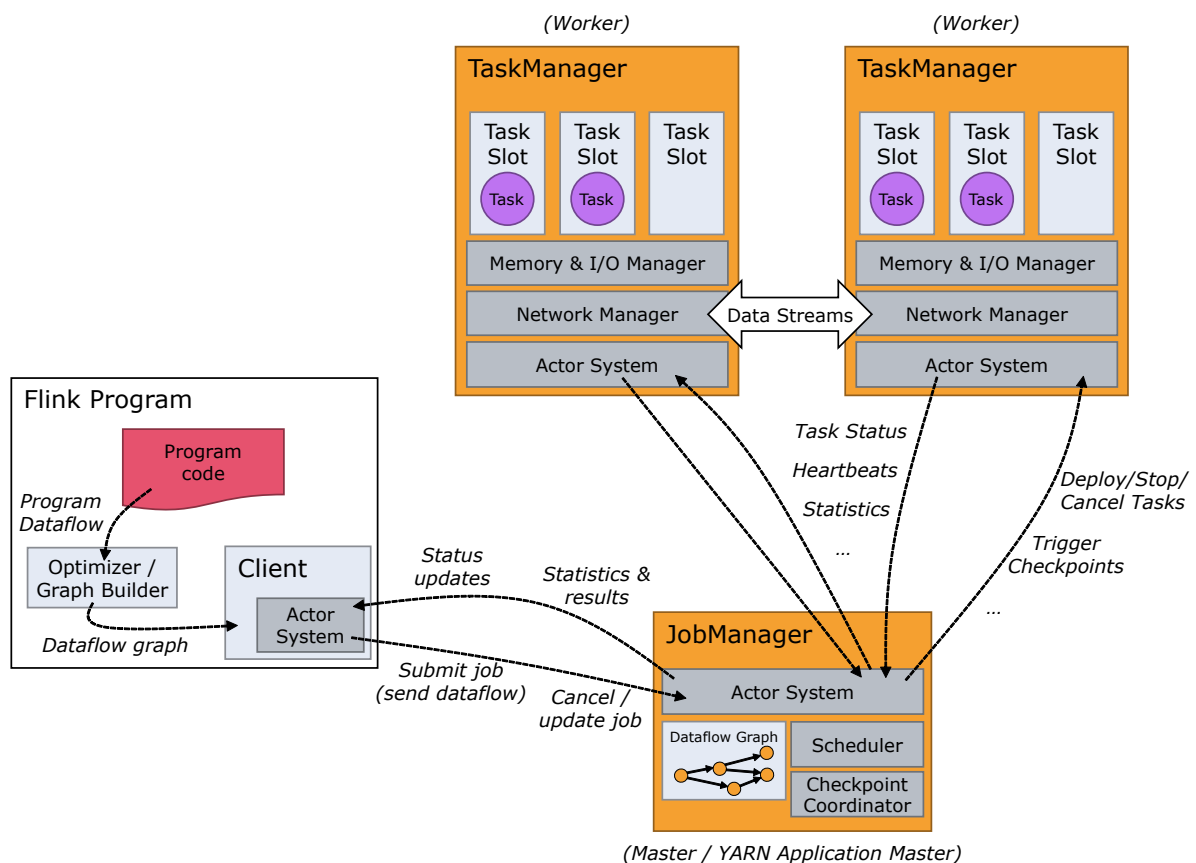 (Worker)
TaskManager
Task
Slot
Task
Task
Slot
Task
Task
Slot
Memory & I/O Manager
Network Manager
Actor System
(Worker)
TaskManager
Task
Slot
Task
Task
Slot
Task
Task
Slot
Memory & I/O Manager
Network Manager
Actor System
Data Streams
Flink Program
Program
code
Program
Dataflow
Optimizer /
Graph Builder
Dataflow graph
Client
Actor
System
Status
updates
Statistics &
results
Submit job
(send dataflow)
Cancel /
update job
Task Status
Heartbeats
Statistics
...
Deploy/Stop/
Cancel Tasks
Trigger
Checkpoints
...
JobManager
Actor System
Dataflow Graph
Scheduler
Checkpoint
Coordinator
(Master / YARN Application Master)